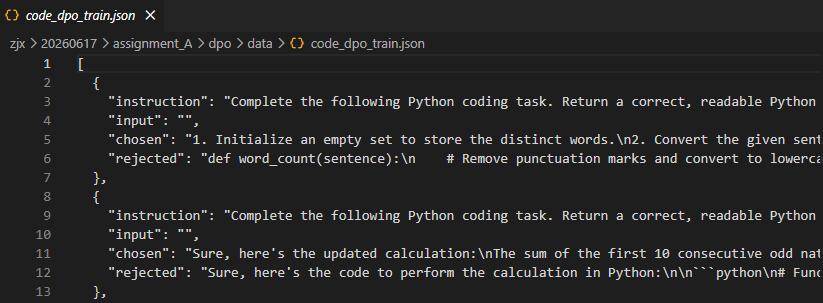 {} code_dpo_train.json ×
zjx > 20260617 > assignment_A > dpo > data > {} code_dpo_train.json
1 [
2 {
3 "instruction": "Complete the following Python coding task. Return a correct, readable Python
4 "input": "",
5 "chosen": "1. Initialize an empty set to store the distinct words.\n2. Convert the given sent
6 "rejected": "def word_count(sentence):\n    # Remove punctuation marks and convert to lowerca
7 },
8 {
9 "instruction": "Complete the following Python coding task. Return a correct, readable Python
10 "input": "",
11 "chosen": "Sure, here's the updated calculation:\nThe sum of the first 10 consecutive odd nat
12 "rejected": "Sure, here's the code to perform the calculation in Python:\n\n```python\n# Func
13 },